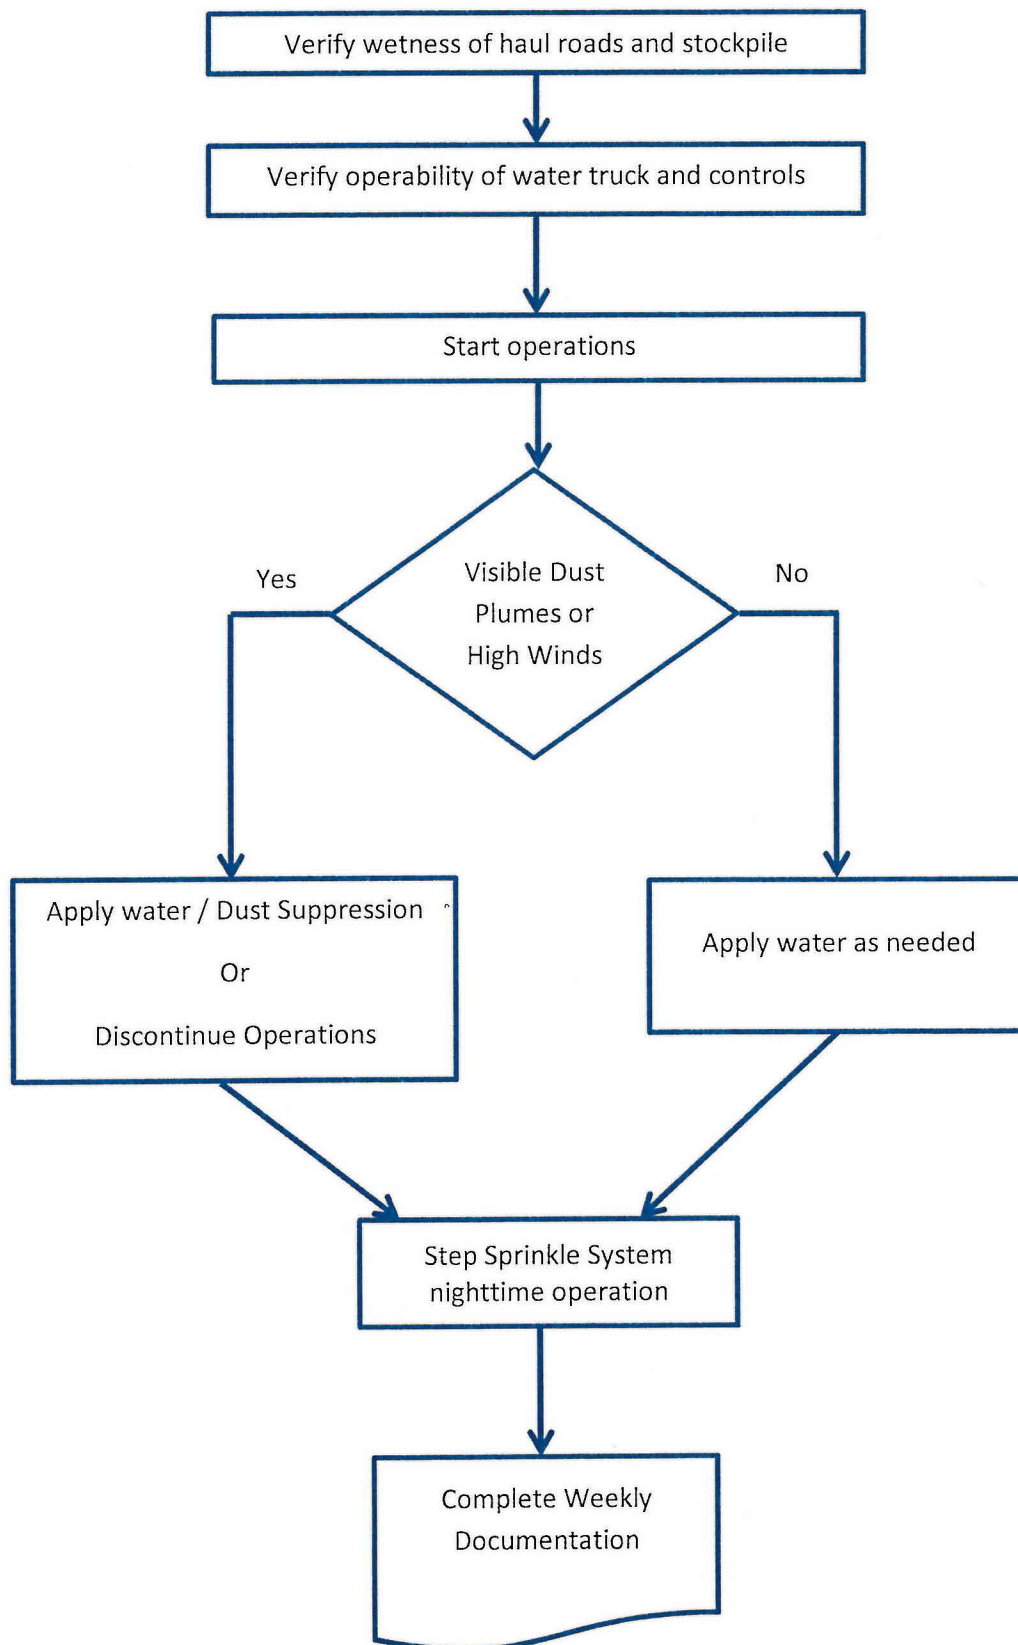 Verify wetness of haul roads and stockpile
Verify operability of water truck and controls
Start operations
Yes
Visible Dust
Plumes or
High Winds
No
Apply water / Dust Suppression
Or
Discontinue Operations
Apply water as needed
Step Sprinkle System
nighttime operation
Complete Weekly
Documentation